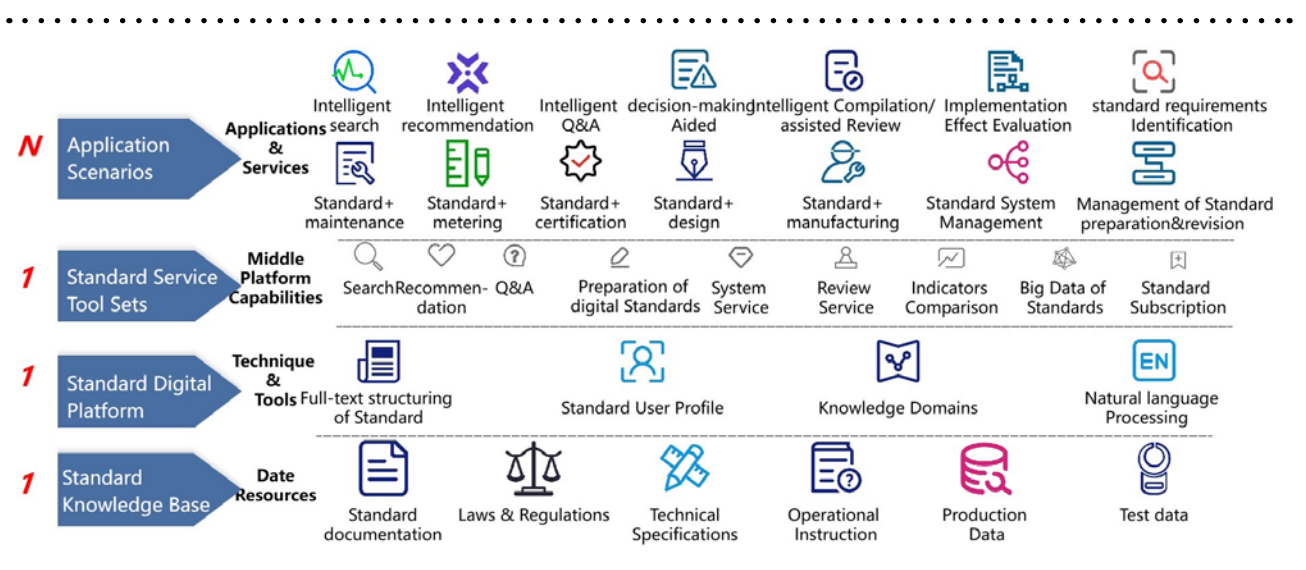 N
Application
Scenarios
Applications
&
Services
Intelligent
search
Intelligent
recommendation
Intelligent
Q&A
decision-making
Aided
Intelligent Compilation/
assisted Review
Implementation
Effect Evaluation
standard requirements
Identification
Standard+
maintenance
Standard+
metering
Standard+
certification
Standard+
design
Standard+
manufacturing
Standard System
Management
Management of Standard
preparation&revision
1
Standard Service
Tool Sets
Middle
Platform
Capabilities
Search
Recommen-
dation
Q&A
Preparation of
digital Standards
System
Service
Review
Service
Indicators
Comparison
Big Data of
Standards
Standard
Subscription
1
Standard Digital
Platform
Technique
&
Tools
Full-text structuring
of Standard
Standard User Profile
Knowledge Domains
EN
Natural language
Processing
1
Standard
Knowledge Base
Date
Resources
Standard
documentation
Laws & Regulations
Technical
Specifications
Operational
Instruction
Production
Data
Test data